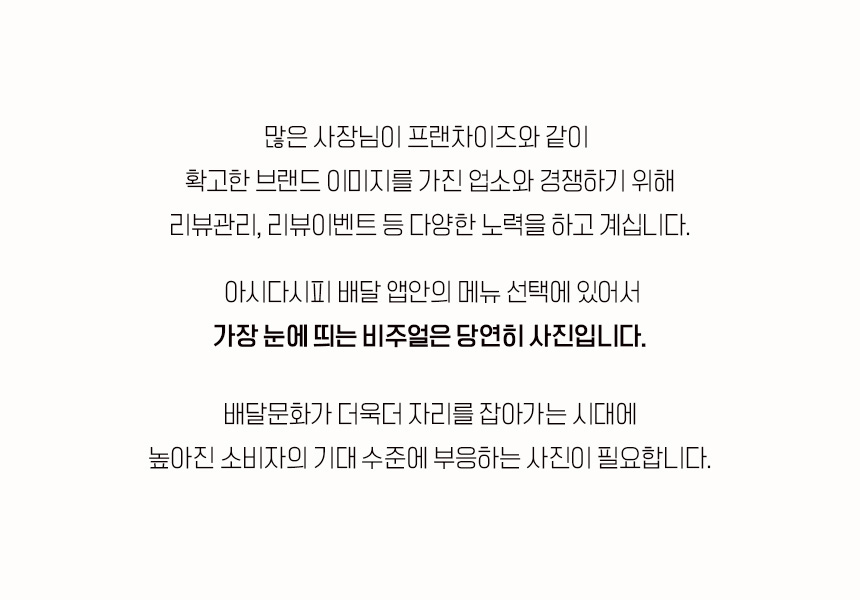 많은 사장님이 프랜차이즈와 같이
확고한 브랜드 이미지를 가진 업소와 경쟁하기 위해
리뷰관리, 리뷰이벤트 등 다양한 노력을 하고 계십니다.
아시다시피 배달 앱안의 메뉴 선택에 있어서
가장 눈에 띄는 비주얼은 당연히 사진입니다.
배달문화가 더욱더 자리를 잡아가는 시대에
높아진 소비자의 기대 수준에 부응하는 사진이 필요합니다.